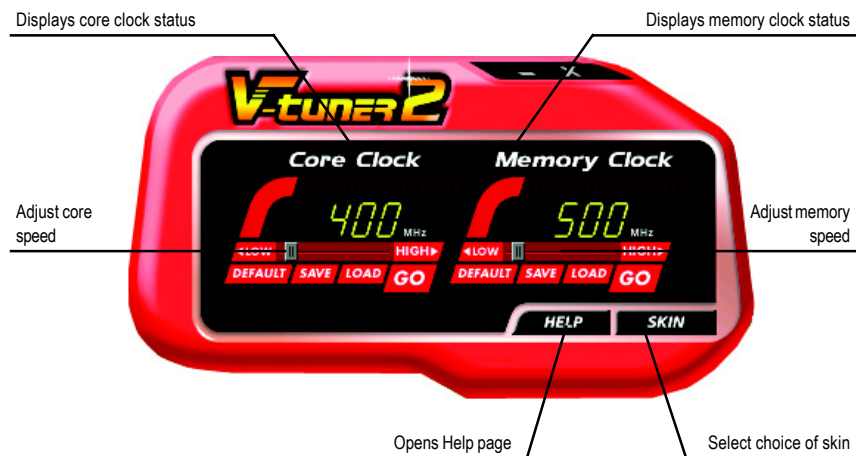 Displays core clock status
Displays memory clock status
V-TUNER 2
Core Clock
Memory Clock
Adjust core
speed
400 MHz
500 MHz
Adjust memory
speed
◄LOW
HIGH►
◄LOW
HIGH►
DEFAULT
SAVE
LOAD
GO
DEFAULT
SAVE
LOAD
GO
HELP
SKIN
Opens Help page
Select choice of skin